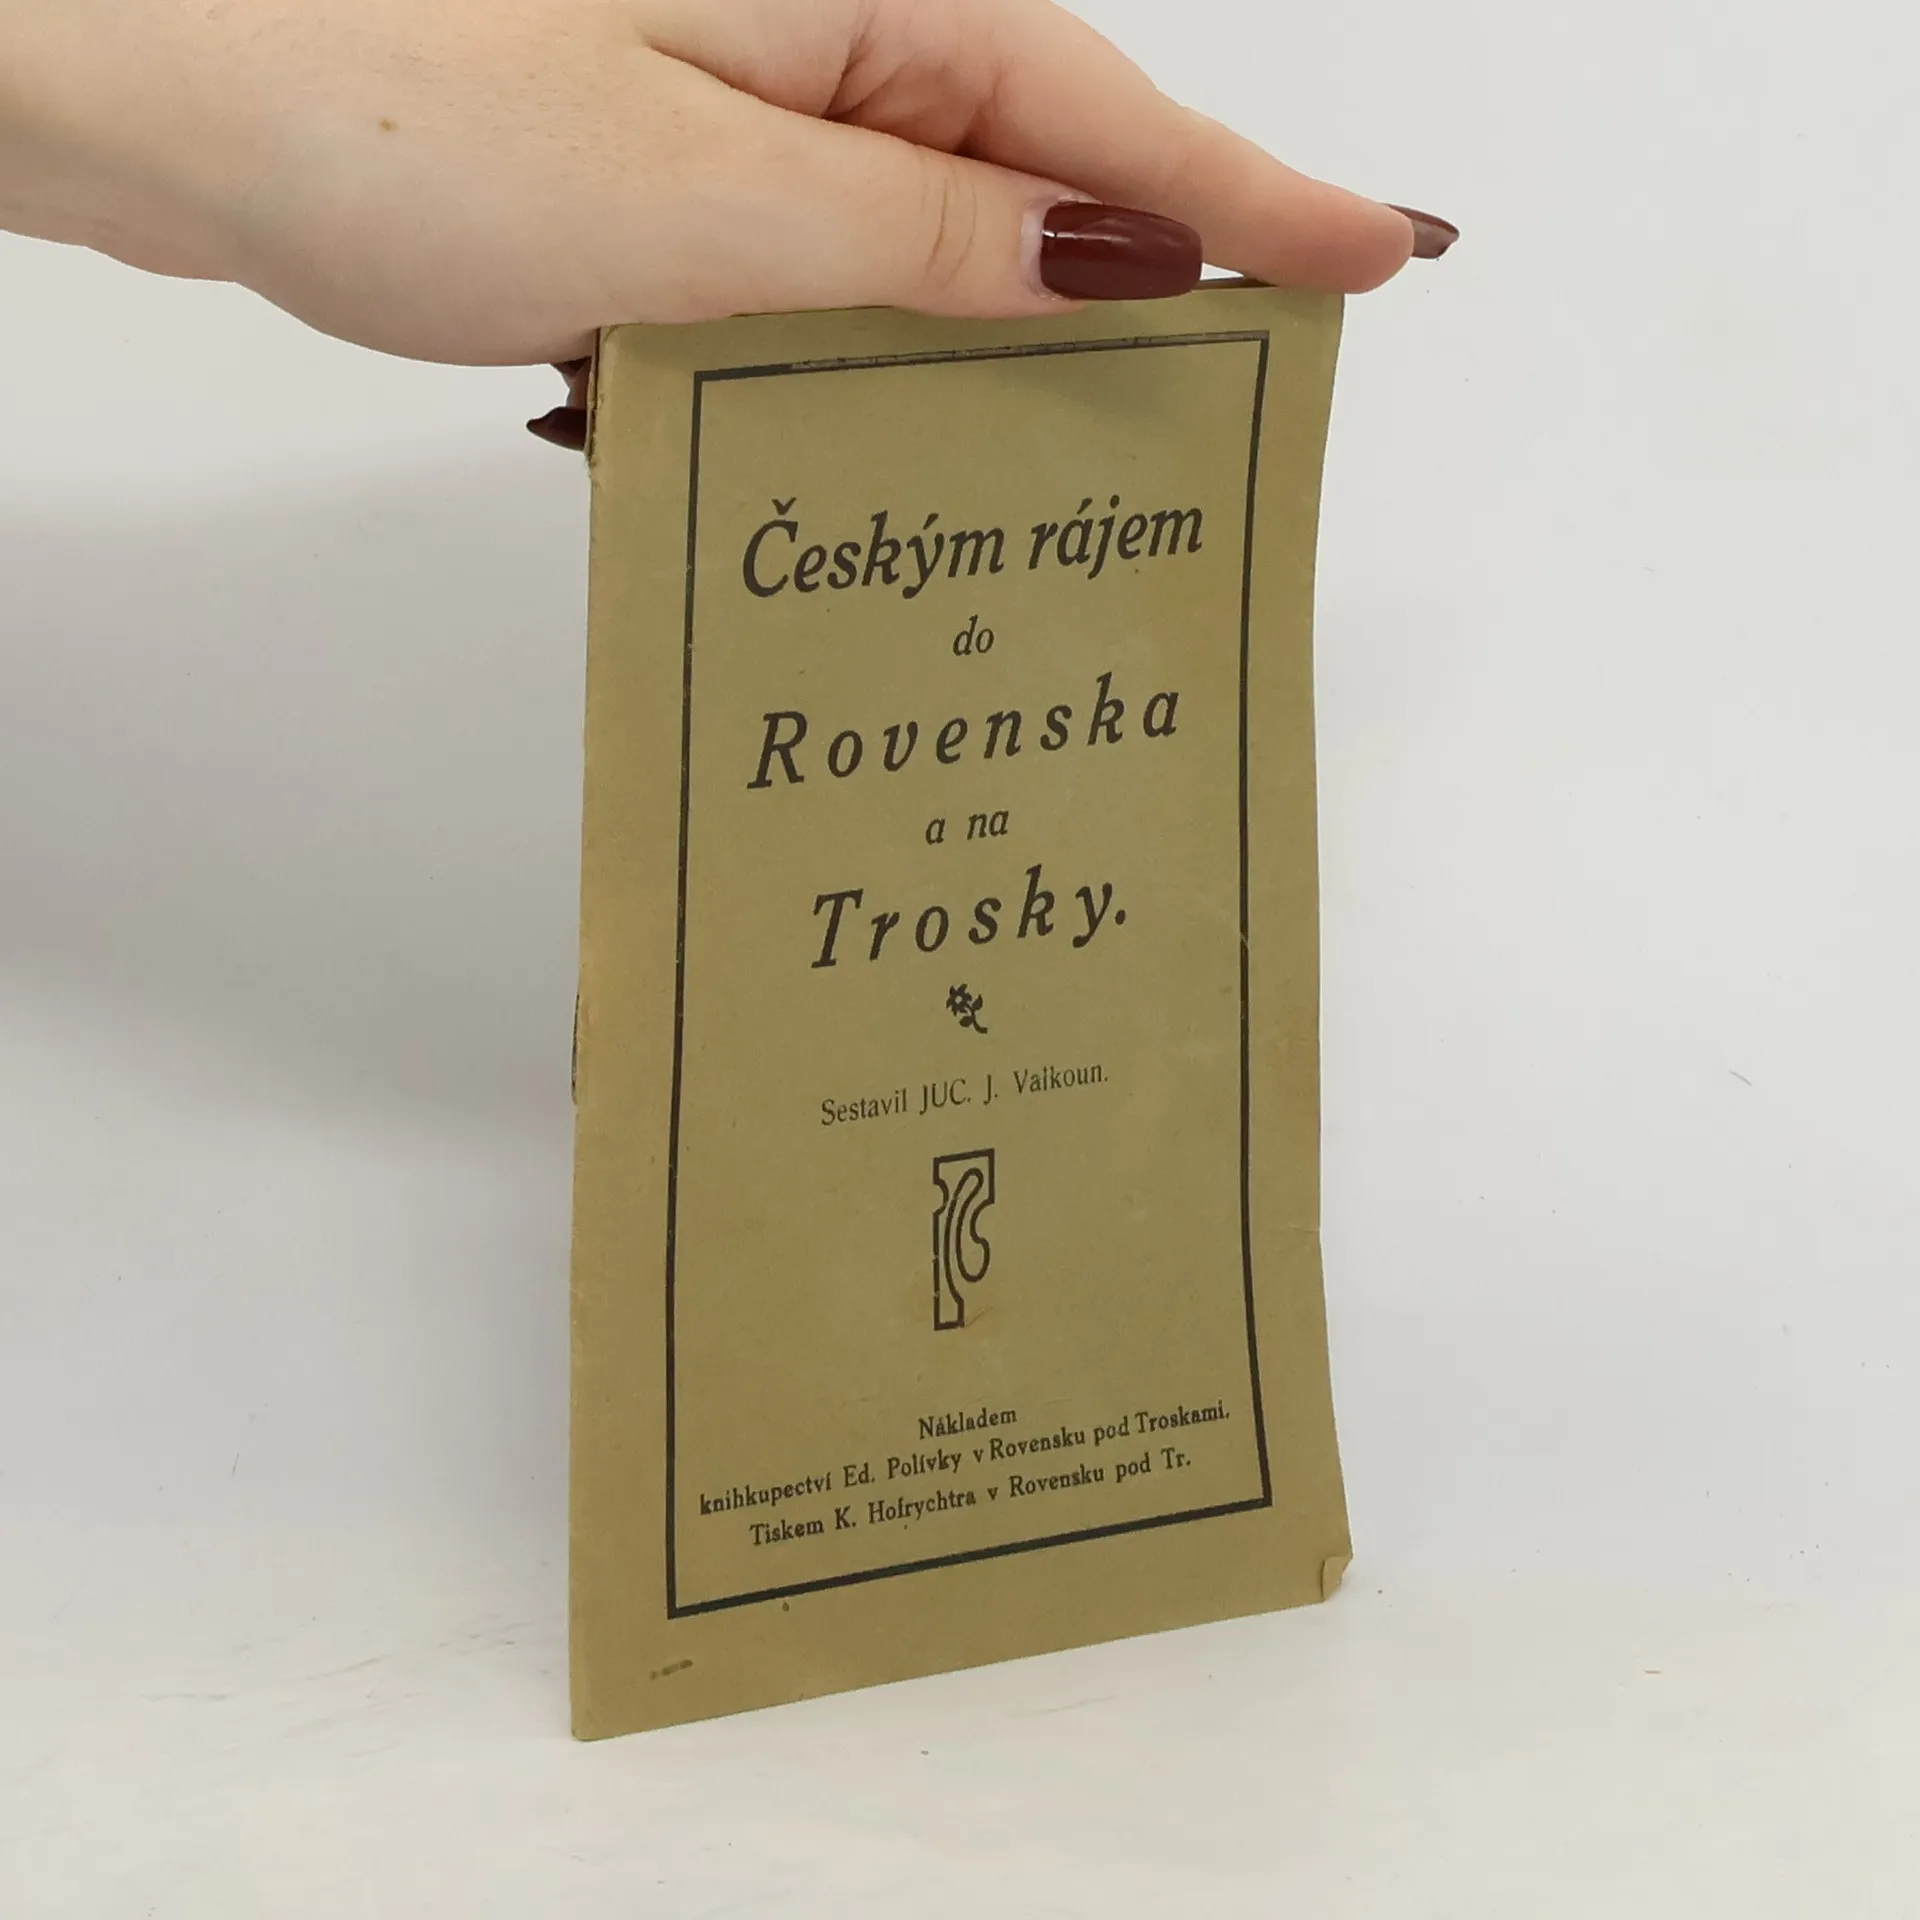 Českým rájem
do
Rovenska
a na
Trosky.
Sestavil JUC. J. Valkoun.
Nákladem
knihkupectví Ed. Polívky v Rovensku pod Troskami.
Tiskem K. Hofrychtra v Rovensku pod Tr.